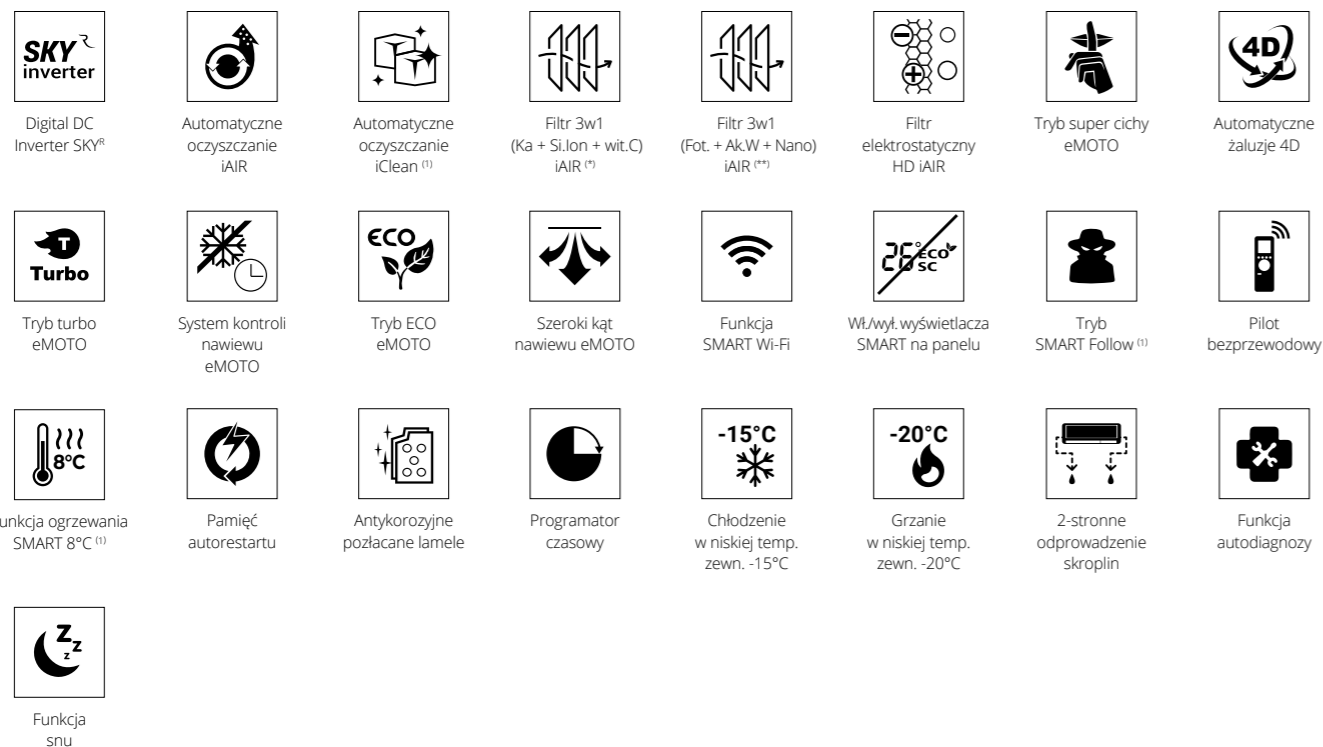 SKY R
inverter
Digital DC
Inverter SKYᴿ
Automatyczne
oczyszczanie
iAIR
Automatyczne
oczyszczanie
iClean (1)
Filtr 3w1
(Ka + Si.Ion + wit.C)
iAIR (*)
Filtr 3w1
(Fot. + Ak.W + Nano)
iAIR (**)
Filtr
elektrostatyczny
HD iAIR
Tryb super cichy
eMOTO
4D
Automatyczne
żaluzje 4D
T
Turbo
Tryb turbo
eMOTO
System kontroli
nawiewu
eMOTO
ECO
Tryb ECO
eMOTO
Szeroki kąt
nawiewu eMOTO
Funkcja
SMART Wi-Fi
26° ECO
SC
Wł./wył. wyświetlacza
SMART na panelu
Tryb
SMART Follow (1)
Pilot
bezprzewodowy
8°C
unkcja ogrzewania
SMART 8°C (1)
Pamięć
autorestartu
Antykorozyjne
pozłacane lamele
Programator
czasowy
-15°C
Chłodzenie
w niskiej temp.
zewn. -15°C
-20°C
Grzanie
w niskiej temp.
zewn. -20°C
2-stronne
odprowadzenie
skroplin
Funkcja
autodiagnozy
Z z z
Funkcja
snu